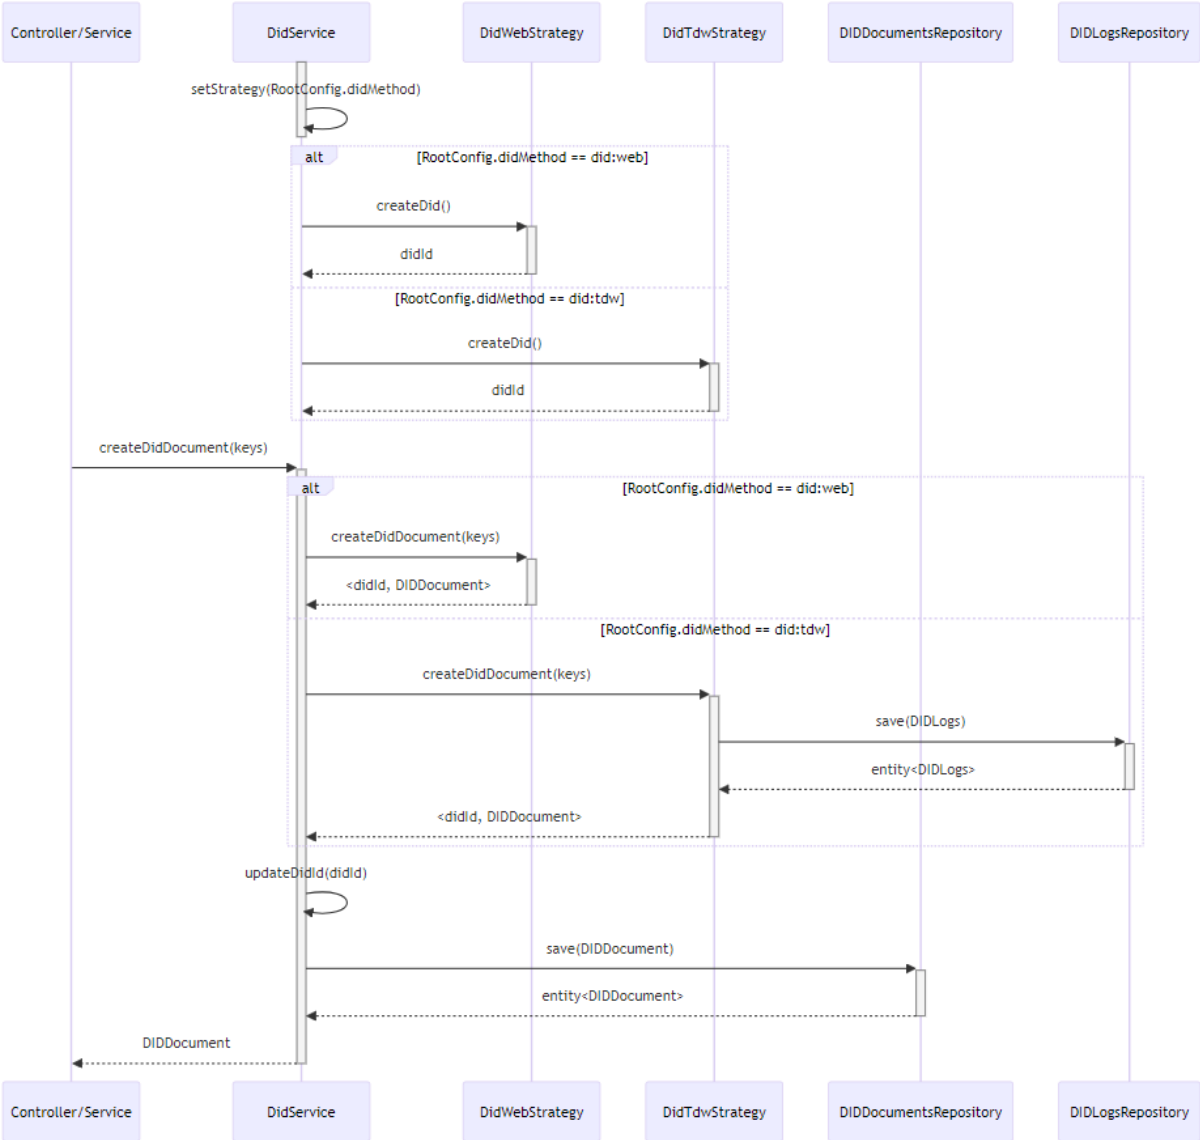 Controller/Service
DidService
DidWebStrategy
DidTdwStrategy
DIDDocumentsRepository
DIDLogsRepository
setStrategy(RootConfig.didMethod)
alt
[RootConfig.didMethod == did:web]
createDid()
didId
[RootConfig.didMethod == did:tdw]
createDid()
didId
createDidDocument(keys)
alt
[RootConfig.didMethod == did:web]
createDidDocument(keys)
<didId, DIDDocument>
[RootConfig.didMethod == did:tdw]
createDidDocument(keys)
save(DIDLogs)
entity<DIDLogs>
<didId, DIDDocument>
updateDidId(didId)
save(DIDDocument)
entity<DIDDocument>
DIDDocument
Controller/Service
DidService
DidWebStrategy
DidTdwStrategy
DIDDocumentsRepository
DIDLogsRepository